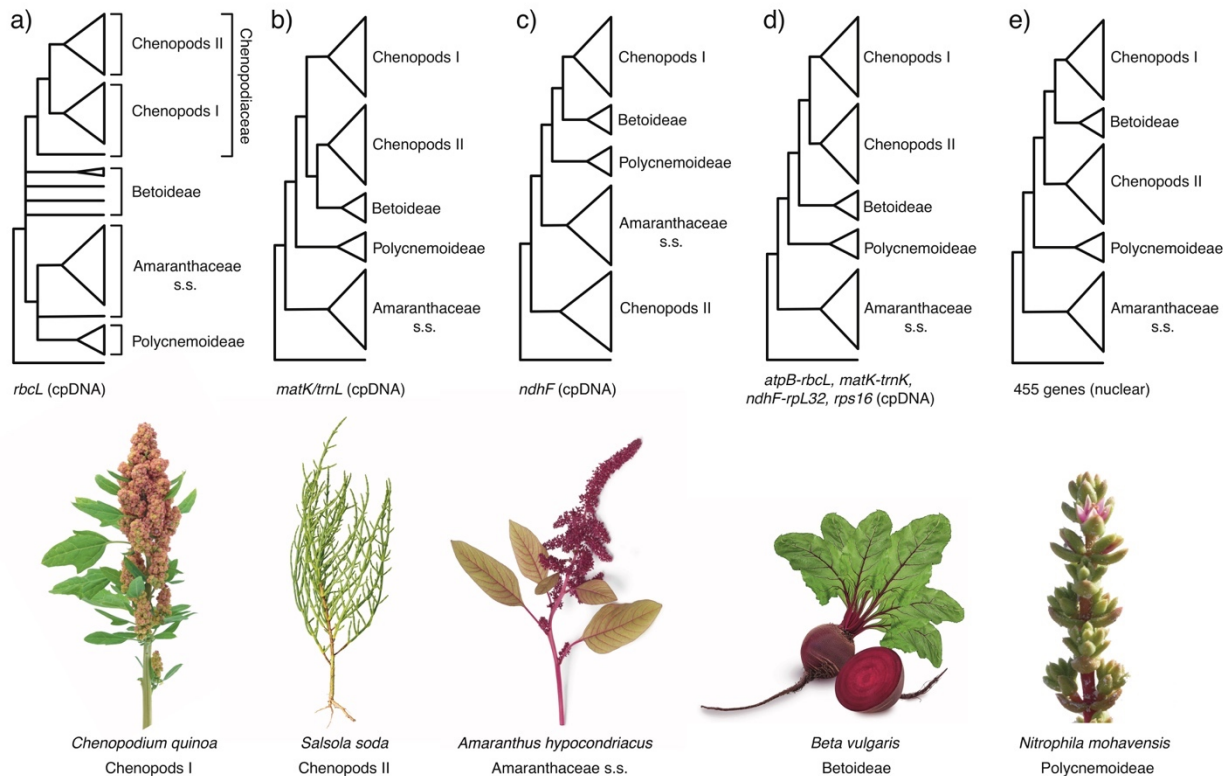 a)
Chenopods II
Chenopods I
Chenopodiaceae
Betoideae
Amaranthaceae
s.s.
Polycnemoideae
rbcL (cpDNA)
b)
Chenopods I
Chenopods II
Betoideae
Polycnemoideae
Amaranthaceae
s.s.
matK/trnL (cpDNA)
c)
Chenopods I
Betoideae
Polycnemoideae
Amaranthaceae
s.s.
Chenopods II
ndhF (cpDNA)
d)
Chenopods I
Chenopods II
Betoideae
Polycnemoideae
Amaranthaceae
s.s.
atpB-rbcL, matK-trnK,
ndhF-rpL32, rps16 (cpDNA)
e)
Chenopods I
Betoideae
Chenopods II
Polycnemoideae
Amaranthaceae
s.s.
455 genes (nuclear)
Chenopodium quinoa
Chenopods I
Salsola soda
Chenopods II
Amaranthus hypocondriacus
Amaranthaceae s.s.
Beta vulgaris
Betoideae
Nitrophila mohavensis
Polycnemoideae